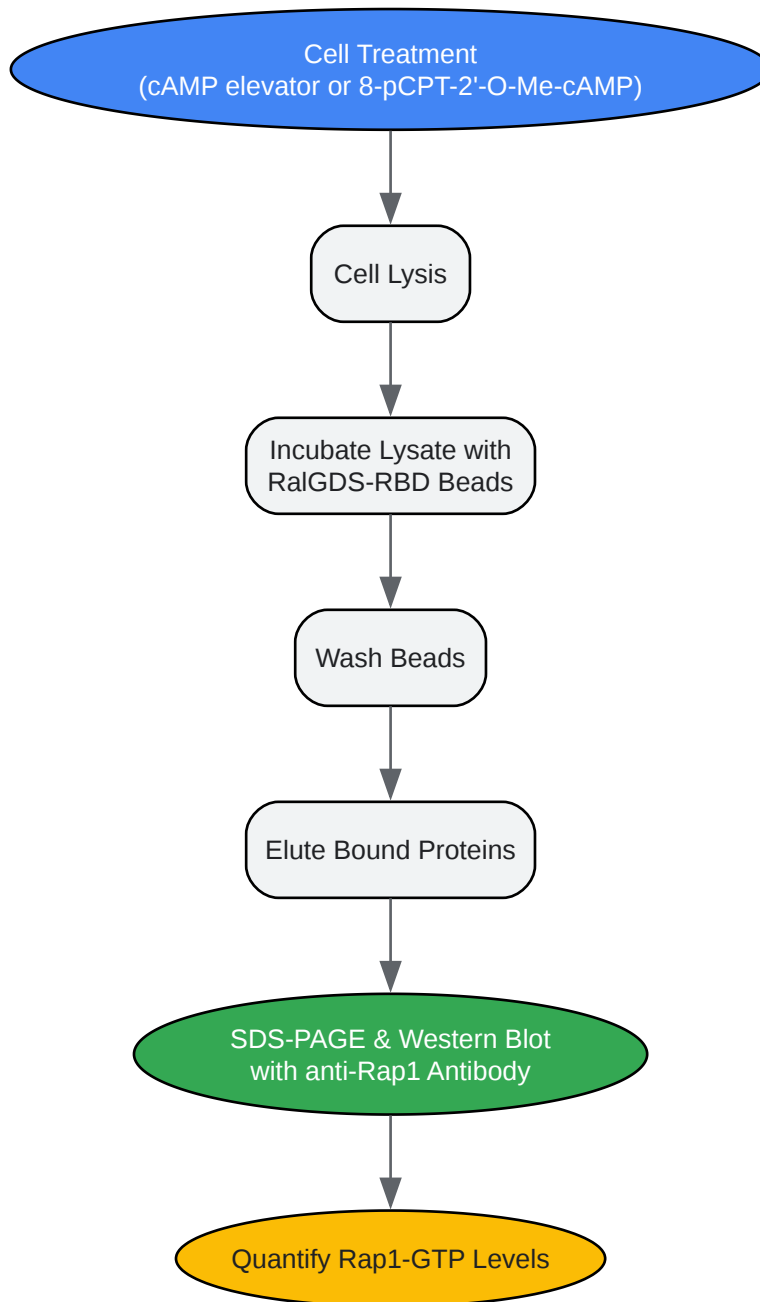 Cell Treatment
(cAMP elevator or 8-pCPT-2'-O-Me-cAMP)
Cell Lysis
Incubate Lysate with
RalGDS-RBD Beads
Wash Beads
Elute Bound Proteins
SDS-PAGE & Western Blot
with anti-Rap1 Antibody
Quantify Rap1-GTP Levels